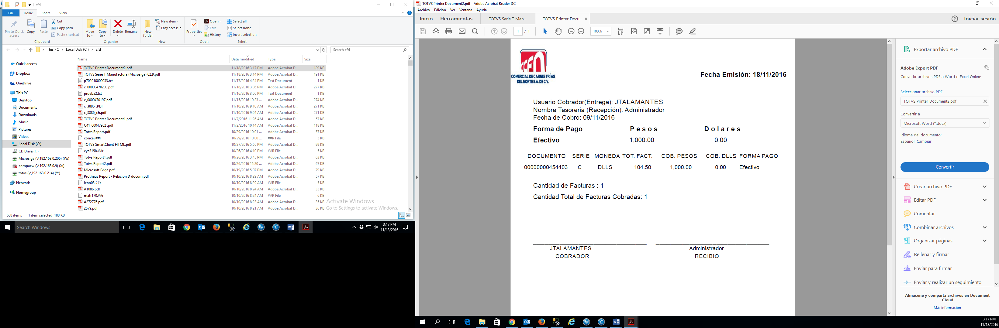 cfd
File Home Share View
Pin to Quick access
Copy
Paste
Cut
Copy path
Paste shortcut
Clipboard
Move to
Copy to
Delete
Rename
Organize
New folder
New item
Easy access
New
Properties
Open
Edit
History
Open
Select all
Select none
Invert selection
Select
This PC Local Disk (C:) cfd
Search cfd
Quick access
Dropbox
OneDrive
This PC
Desktop
Documents
Downloads
Music
Pictures
Videos
Local Disk (C:)
CD Drive (F:)
Microsiga (\\192.168.0.206) (W:)
compacw (\\192.168.0.9) (X:)
totvs (\\192.168.0.214) (Y:)
Network
Homegroup
Name Date modified Type Size
TOTVS Printer Document2.pdf 11/18/2016 3:17 PM Adobe Acrobat D... 189 KB
TOTVS Serie T Manufactura (Microsiga) 02.9.pdf 11/18/2016 3:14 PM Adobe Acrobat D... 191 KB
p702010000033.txt 11/17/2016 4:24 PM Text Document 1 KB
c_00000470200.pdf 11/16/2016 3:06 PM Adobe Acrobat D... 277 KB
prueba2.txt 11/16/2016 3:06 PM Text Document 1 KB
c_0000470197.pdf 11/15/2016 10:23 ... Adobe Acrobat D... 274 KB
c_3886_.PDF 11/10/2016 9:10 AM Adobe Acrobat D... 271 KB
c_3886_ch.pdf 11/10/2016 9:04 AM Adobe Acrobat D... 271 KB
TOTVS Printer Document1.pdf 11/7/2016 11:26 AM Adobe Acrobat D... 57 KB
C41_00047962 .pdf 11/2/2016 10:14 AM Adobe Acrobat D... 118 KB
Totvs Report.pdf 10/29/2016 10:01 ... Adobe Acrobat D... 57 KB
concaj.##r 10/29/2016 10:00 ... ##R File 5 KB
TOTVS SmartClient HTML.pdf 10/27/2016 5:56 PM Adobe Acrobat D... 99 KB
cyc315b.##r 10/26/2016 4:10 PM ##R File 5 KB
Totvs Report1.pdf 10/26/2016 3:45 PM Adobe Acrobat D... 63 KB
Totvs Report2.pdf 10/26/2016 11:20 ... Adobe Acrobat D... 67 KB
Microsoft Edge.pdf 10/19/2016 5:07 PM Adobe Acrobat D... 79 KB
Protheus Report - Relacion D docum.pdf 10/10/2016 8:29 AM Adobe Acrobat D... 57 KB
icon03.##r 10/10/2016 8:29 AM ##R File 5 KB
A1086.pdf 10/10/2016 8:24 AM Adobe Acrobat D... 35 KB
matr170.##r 10/10/2016 8:24 AM ##R File 6 KB
A272776.pdf 10/10/2016 8:23 AM Adobe Acrobat D... 35 KB
2579.pdf 10/10/2016 8:21 AM Adobe Acrobat D... 36 KB
Activate Windows
Go to Settings to activate Windows.
668 items 1 item selected 188 KB
Search Windows
3:17 PM
11/18/2016
TOTVS Printer Document2.pdf - Adobe Acrobat Reader DC
Archivo Edición Ver Ventana Ayuda
Inicio Herramientas TOTVS Serie T Man... TOTVS Printer Docu... Iniciar sesión
1 / 1 100%
COMERCIAL DE CARNES FRÍAS
DEL NORTE S.A. DE C.V.
Fecha Emisión: 18/11/2016
Usuario Cobrador(Entrega): JTALAMANTES
Nombre Tesoreria (Recepción): Administrador
Fecha de Cobro: 09/11/2016
Forma de Pago P e s o s D o l a r e s
Efectivo 1,000.00 0.00
DOCUMENTO SERIE MONEDA TOT. FACT. COB. PESOS COB. DLLS FORMA PAGO
00000000454403 C DLLS 104.50 1,000.00 0.00 Efectivo
Cantidad de Facturas : 1
Cantidad Total de Facturas Cobradas: 1
JTALAMANTES Administrador
COBRADOR RECIBIO
Exportar archivo PDF
Adobe Export PDF
Convertir archivos PDF a Word o Excel Online
Seleccionar archivo PDF
TOTVS Printer Document2.pdf
Convertir a
Microsoft Word (*.docx)
Idioma del documento:
Español Cambiar
Convertir
Crear archivo PDF
Editar PDF
Comentar
Combinar archivos
Organizar páginas
Rellenar y firmar
Enviar para firmar
Enviar y realizar un seguimiento
Almacene y comparta archivos en Document
Cloud
Más información
3:17 PM
11/18/2016